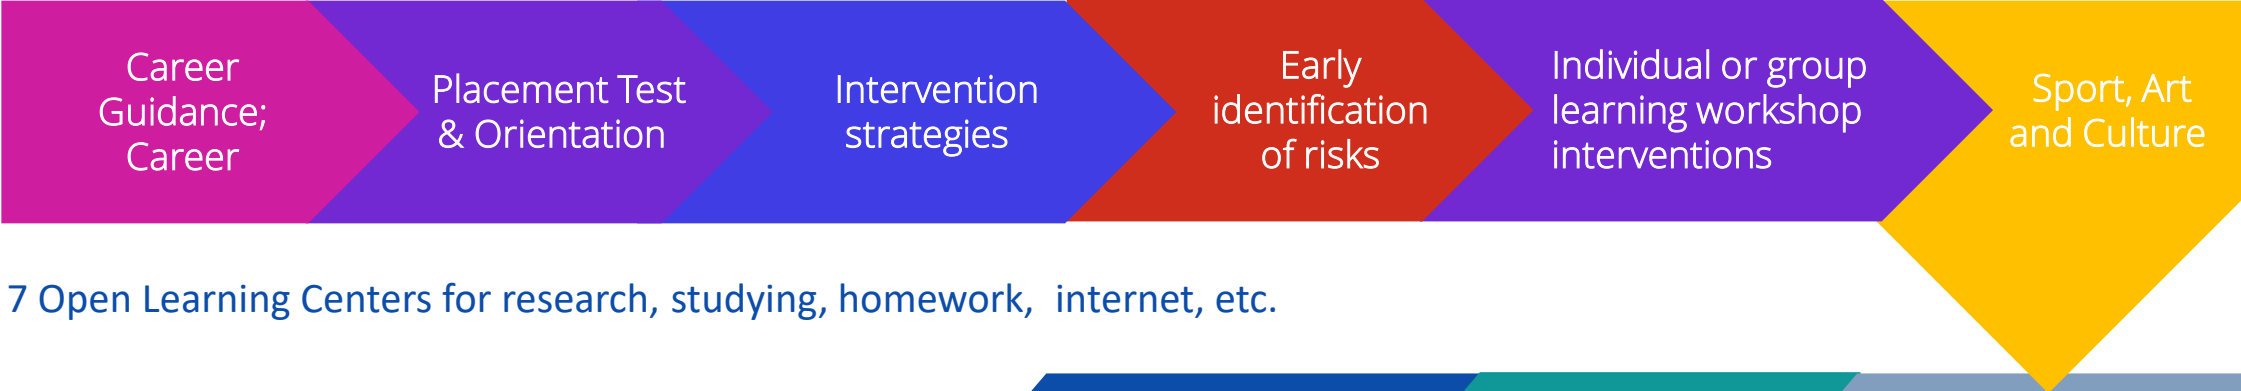 Career
Guidance;
Career
Placement Test
& Orientation
Intervention
strategies
Early
identification
of risks
Individual or group
learning workshop
interventions
Sport, Art
and Culture
7 Open Learning Centers for research, studying, homework,  internet, etc.